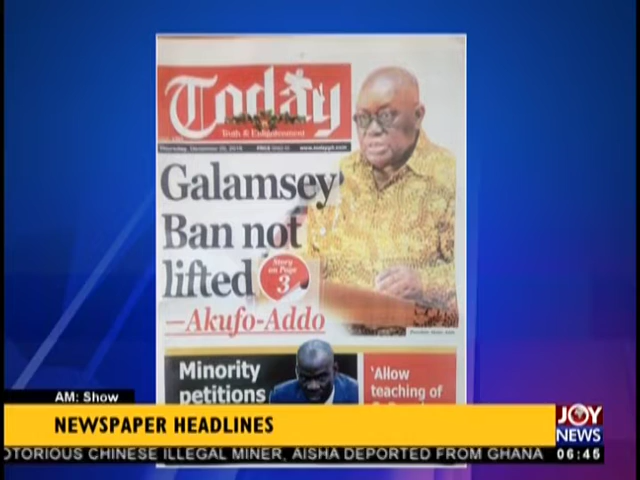 Today
Truth & Enlightenment
Galamsey
Ban not
lifted
Story
on Page
3
—Akufo-Addo
Minority
petitions
'Allow
teaching of
AM: Show
NEWSPAPER HEADLINES
JOY
NEWS
06:45
OTORIOUS CHINESE ILLEGAL MINER, AISHA DEPORTED FROM GHANA